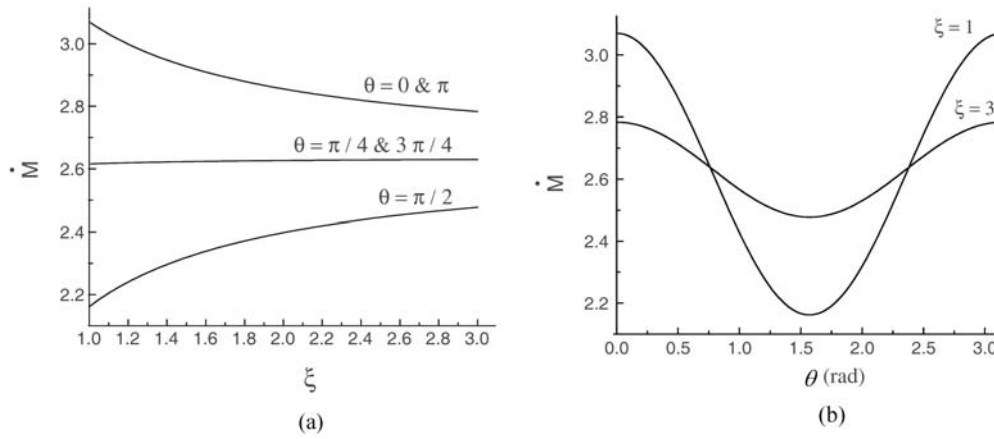 3.0
2.8
2.6
2.4
2.2
Ṁ
θ = 0 & π
θ = π / 4 & 3 π / 4
θ = π / 2
1.0 1.2 1.4 1.6 1.8 2.0 2.2 2.4 2.6 2.8 3.0
ξ
(a)
3.0
2.8
2.6
2.4
2.2
Ṁ
ξ = 1
ξ = 3
0.0 0.5 1.0 1.5 2.0 2.5 3.0
θ (rad)
(b)